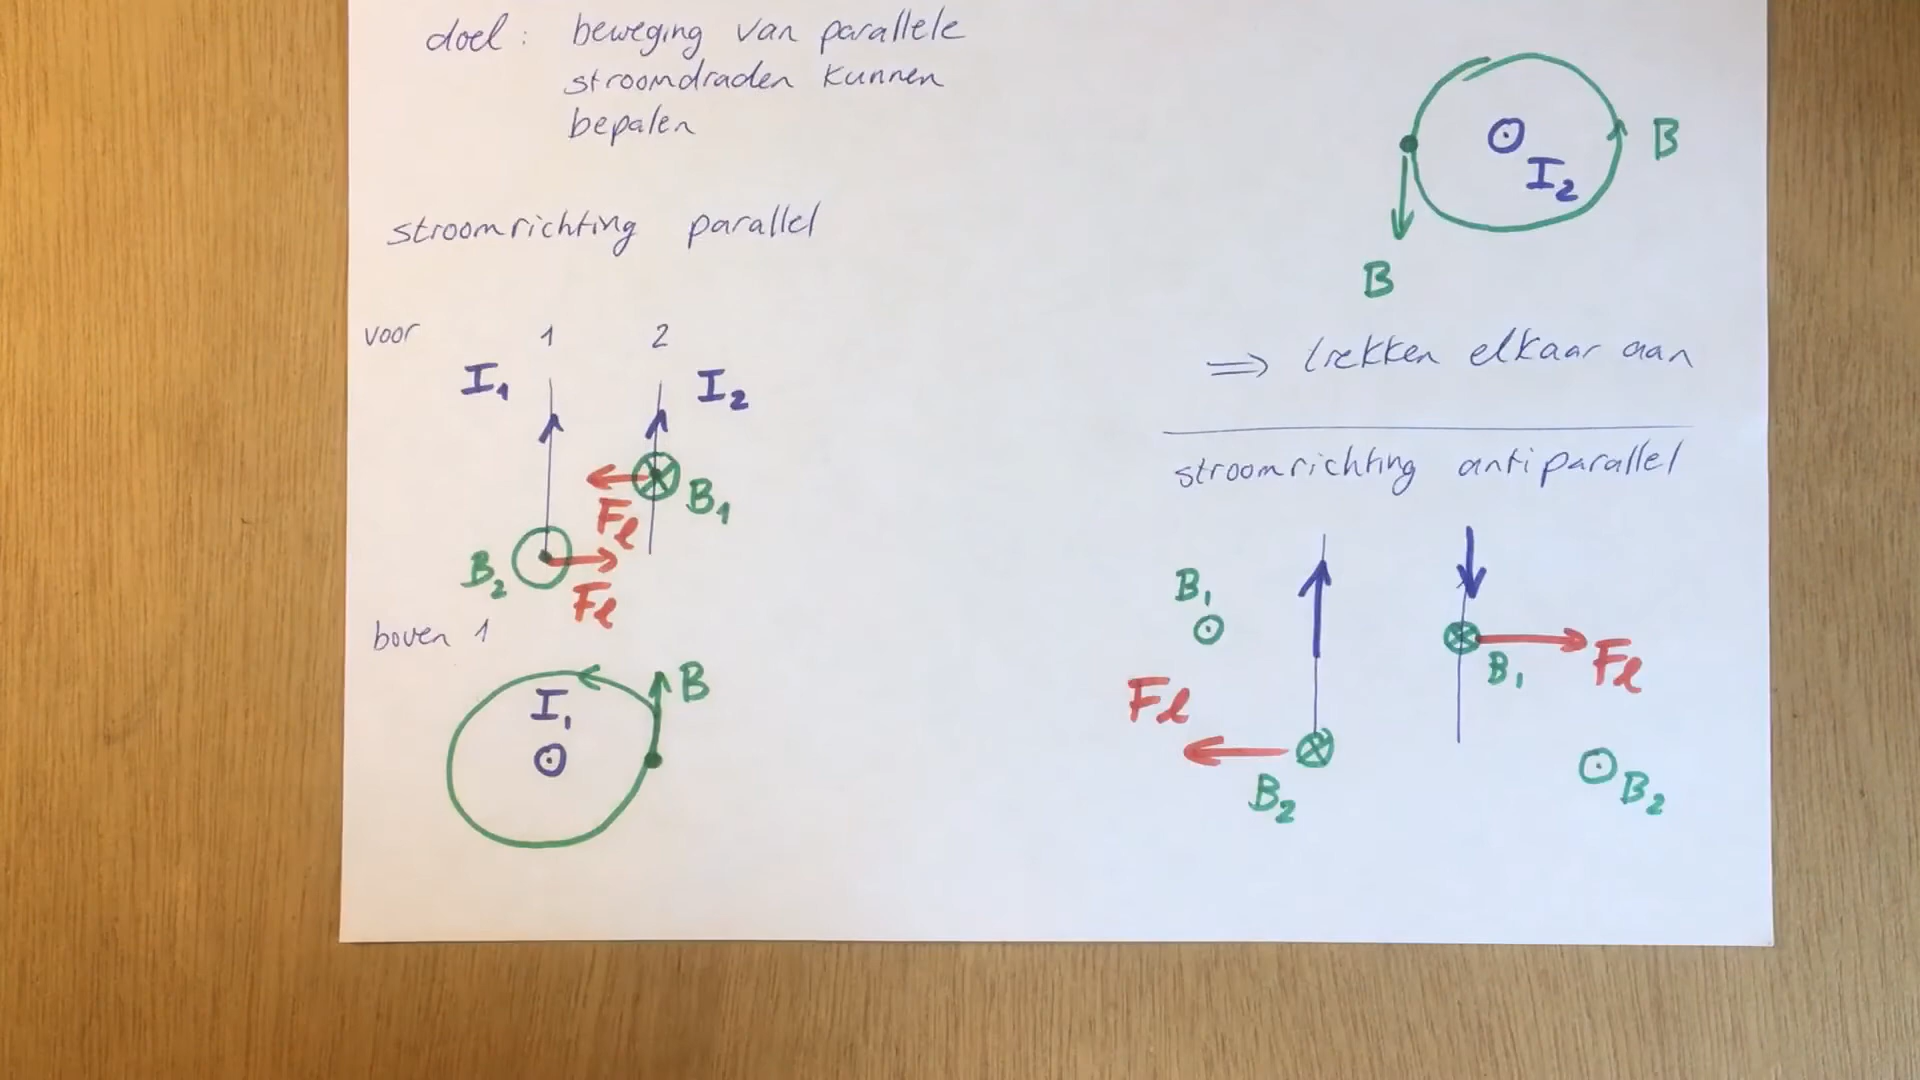 doel: beweging van parallele
stroomdraden kunnen
bepalen
stroomrichting parallel
voor 1 2
I₁ I₂
B₁
Fl
B₂
Fl
boven 1
B
I₁
B
I₂
B
⇒ trekken elkaar aan
stroomrichting antiparallel
B₁
Fl
B₁
Fl
B₂
B₂